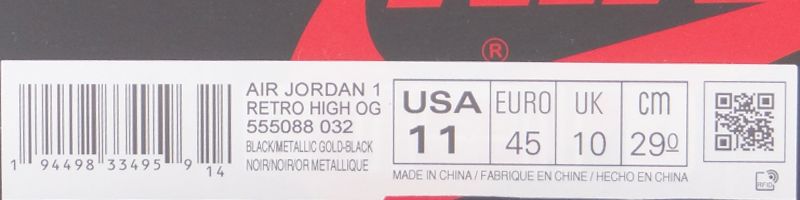 ®
AIR JORDAN 1
RETRO HIGH OG
555088 032
BLACK/METALLIC GOLD-BLACK
NOIR/NOIR/OR METALLIQUE
1 94498 33495 9 14
USA EURO UK cm
11 45 10 29.0
MADE IN CHINA / FABRIQUE EN CHINE / HECHO EN CHINA
RFID